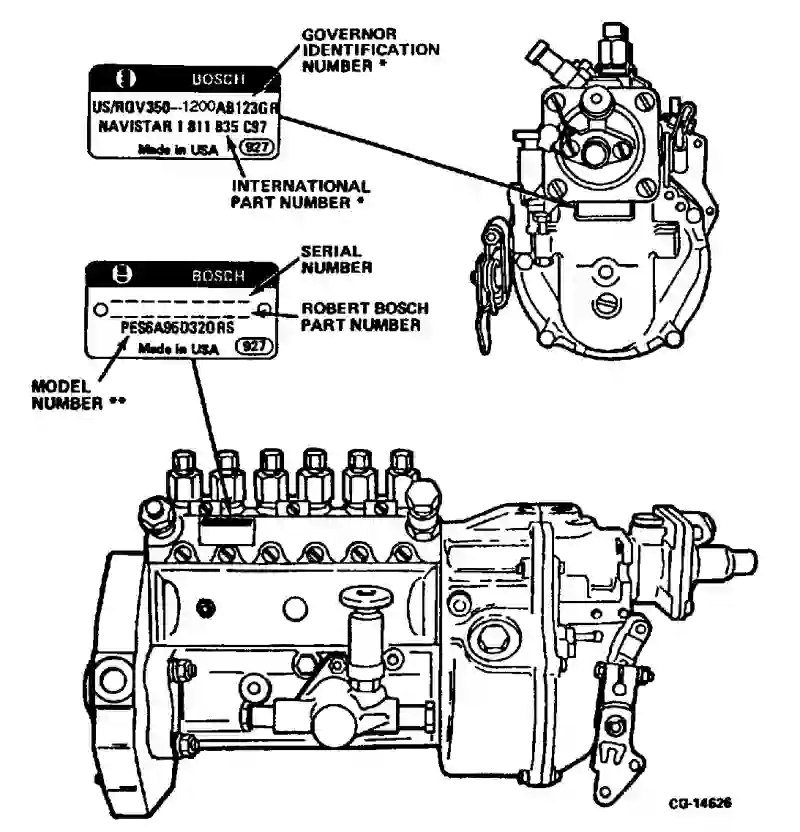 GOVERNOR
IDENTIFICATION
NUMBER *
BOSCH
US/RQV350--1200AB123GR
NAVISTAR 1 811 835 C97
Made in USA 927
INTERNATIONAL
PART NUMBER *
BOSCH
SERIAL
NUMBER
ROBERT BOSCH
PART NUMBER
PES6A95D320RS
Made in USA 927
MODEL
NUMBER **
CG-14626